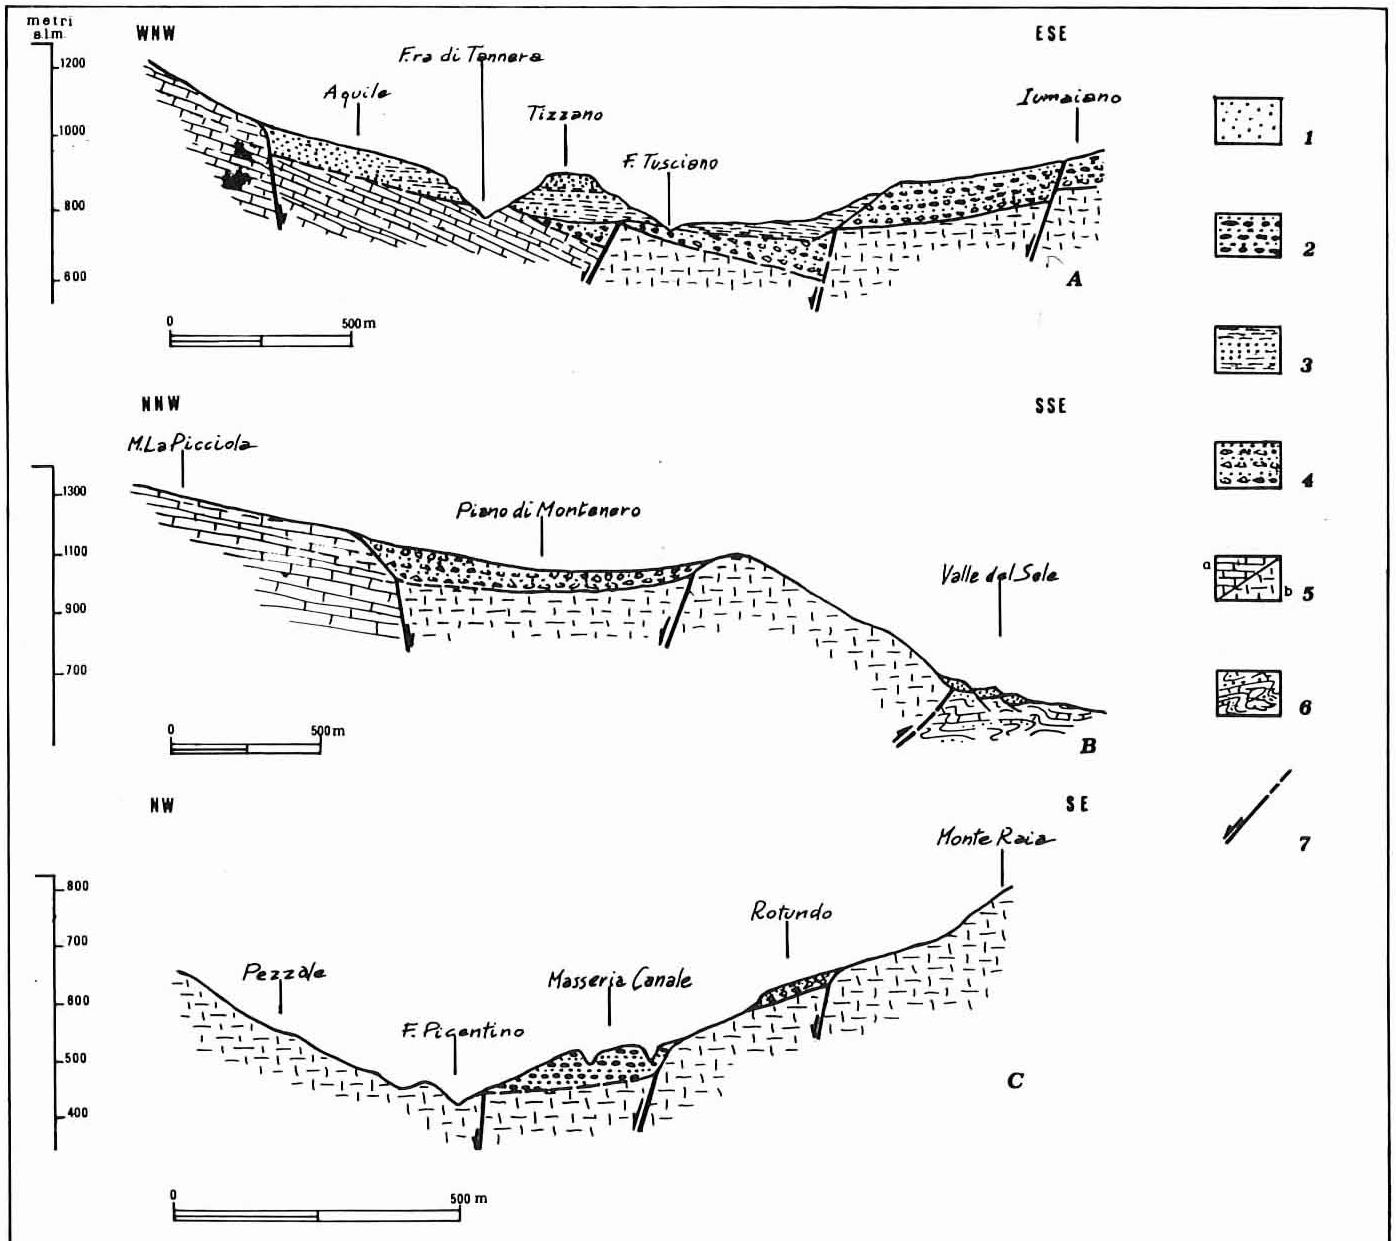 metri
s.l.m.
WNW
ESE
1200
1000
800
600
F.ra di Tannera
Aquile
Tizzano
F. Tusciano
Iumaiano
A
0
500 m
NNW
SSE
M. La Picciola
1300
1100
900
700
Piano di Montenero
Valle del Sole
B
0
500 m
NW
SE
Monte Raia
800
700
600
500
400
Rotundo
Pezzale
Masseria Canale
F. Picentino
C
0
500 m
1
2
3
4
a
b
5
6
7